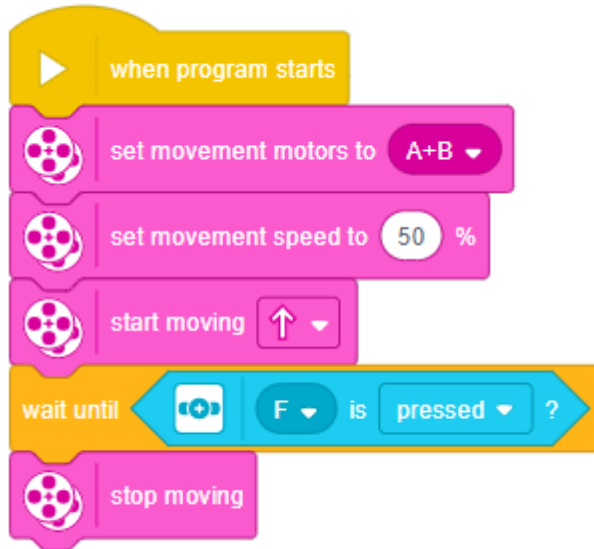 when program starts
set movement motors to A+B
set movement speed to 50 %
start moving
wait until F is pressed ?
stop moving